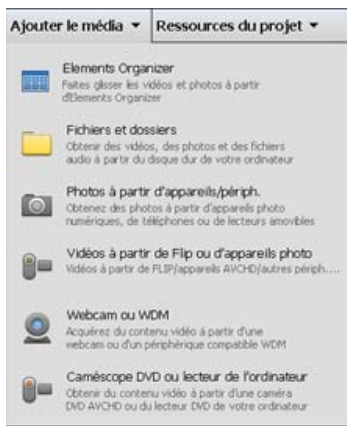 Ajouter le média ▼ Ressources du projet ▼
Elements Organizer
Faites glisser les vidéos et photos à partir
d'Elements Organizer
Fichiers et dossiers
Obtenir des vidéos, des photos et des fichiers
audio à partir du disque dur de votre ordinateur
Photos à partir d'appareils/périph.
Obtenez des photos à partir d'appareils photo
numériques, de téléphones ou de lecteurs amovibles
Vidéos à partir de Flip ou d'appareils photo
Vidéos à partir de FLIP/appareils AVCHD/autres périph....
Webcam ou WDM
Acquérez du contenu vidéo à partir d'une
webcam ou d'un périphérique compatible WDM
Caméscope DVD ou lecteur de l'ordinateur
Obtenir du contenu vidéo à partir d'une caméra
DVD AVCHD ou du lecteur DVD de votre ordinateur